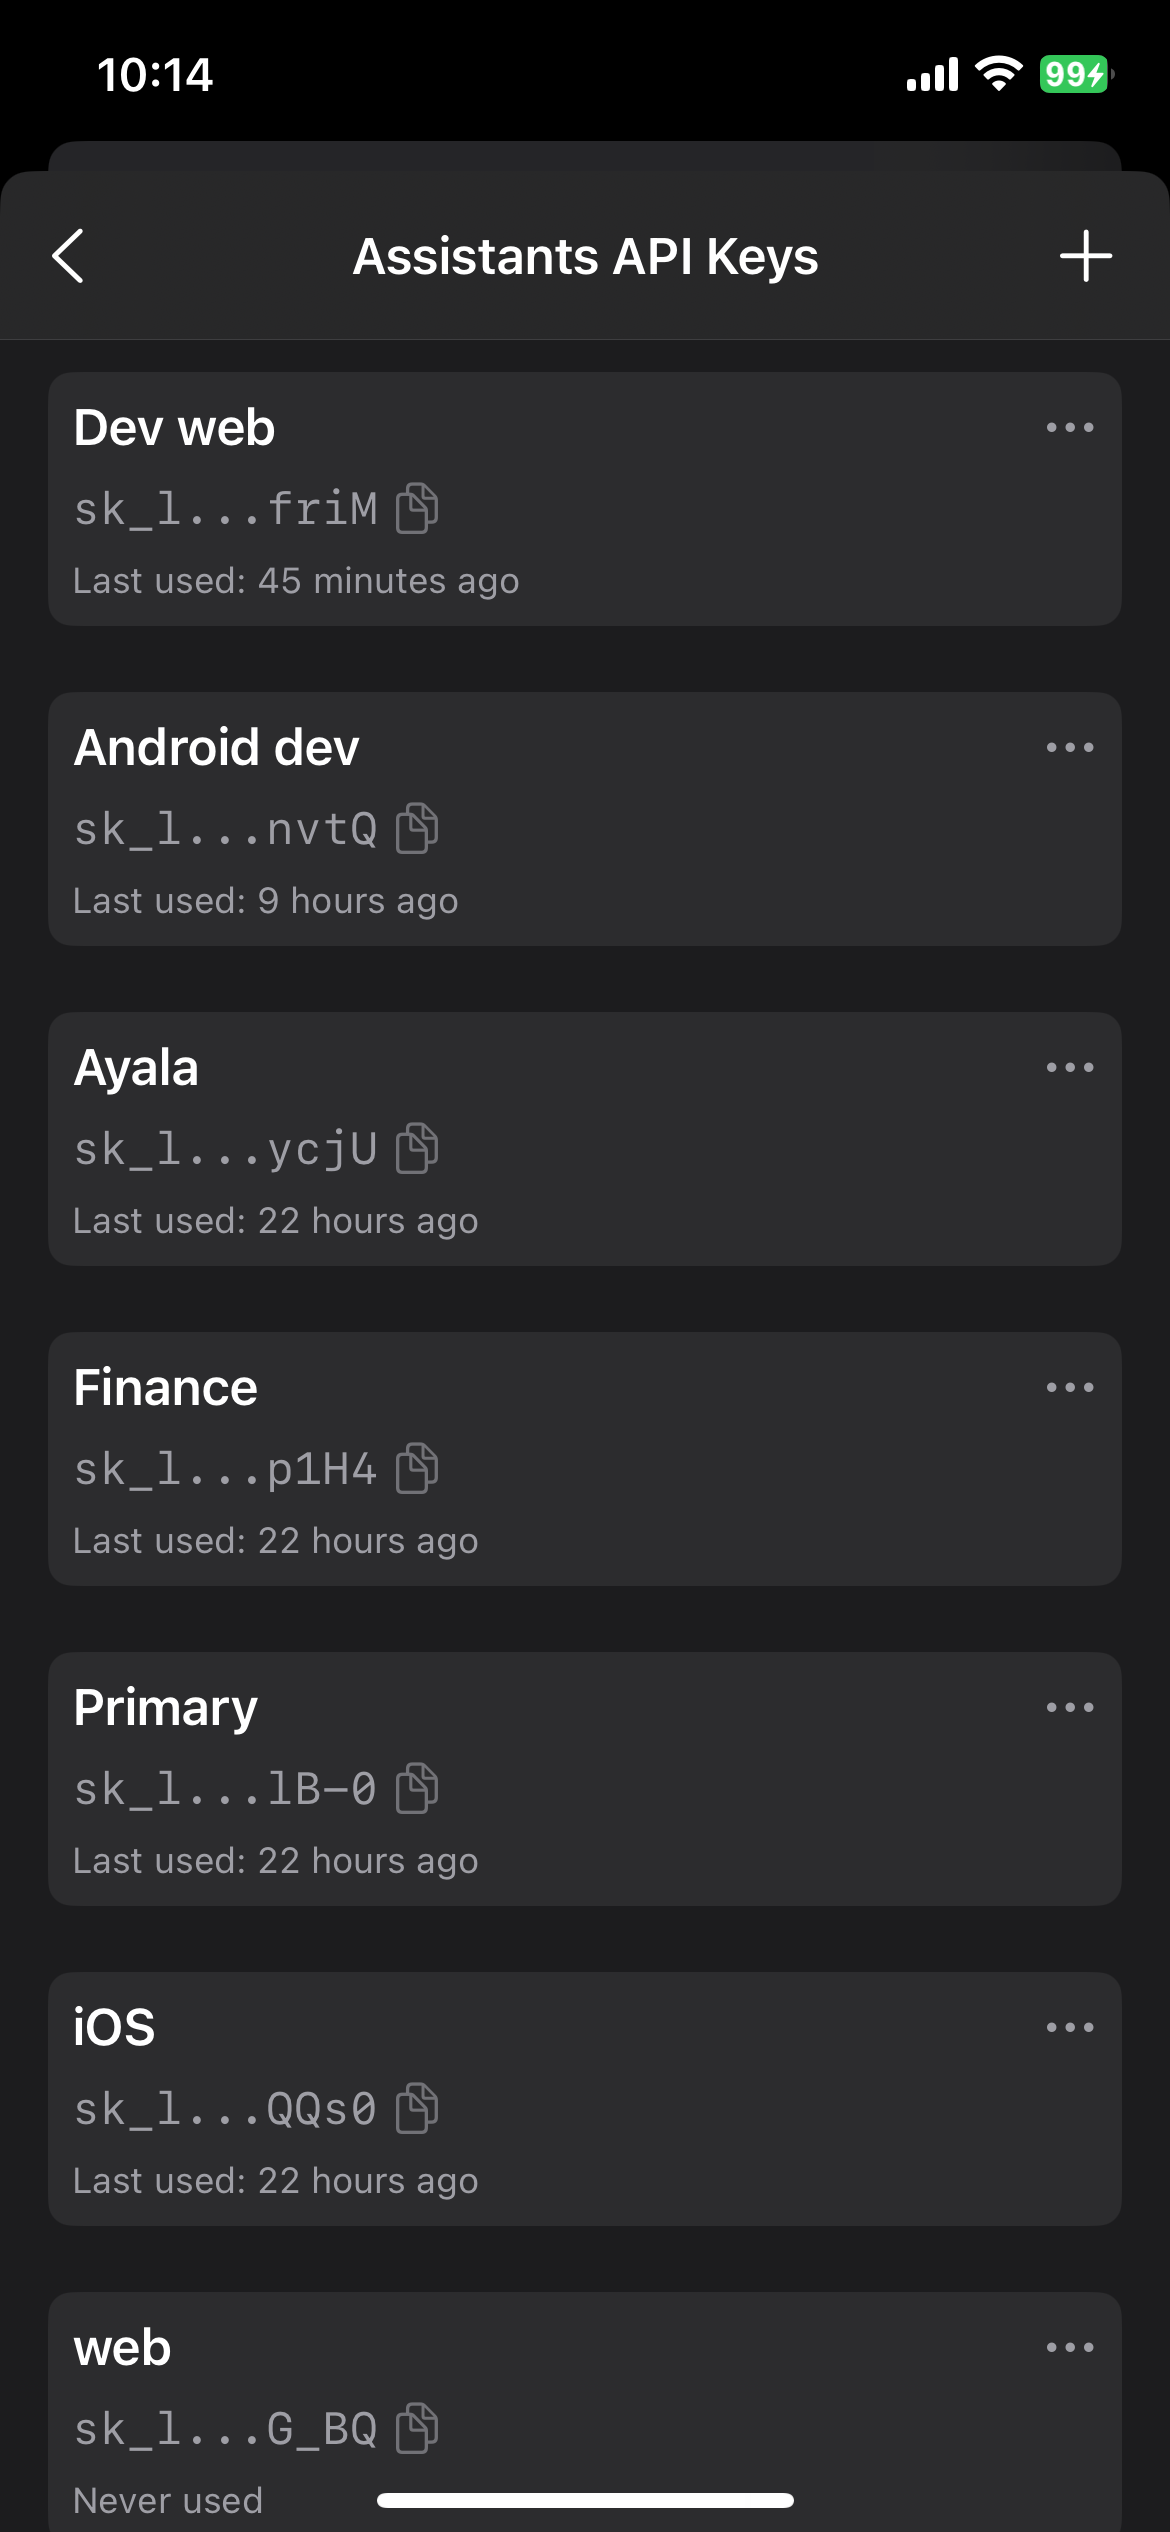 10:14
99
Assistants API Keys
Dev web
sk_l...friM
Last used: 45 minutes ago
Android dev
sk_l...nvtQ
Last used: 9 hours ago
Ayala
sk_l...ycjU
Last used: 22 hours ago
Finance
sk_l...p1H4
Last used: 22 hours ago
Primary
sk_l...lB-0
Last used: 22 hours ago
iOS
sk_l...QQs0
Last used: 22 hours ago
web
sk_l...G_BQ
Never used